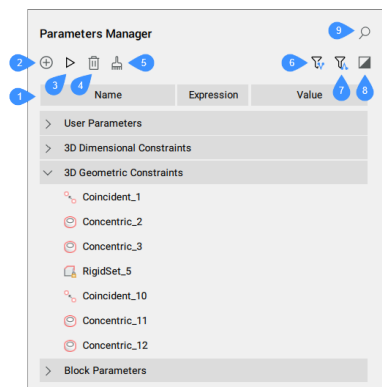 Parameters Manager
9
2
3
4
5
6
7
8
1
Name Expression Value
User Parameters
3D Dimensional Constraints
3D Geometric Constraints
Coincident_1
Concentric_2
Concentric_3
RigidSet_5
Coincident_10
Concentric_11
Concentric_12
Block Parameters